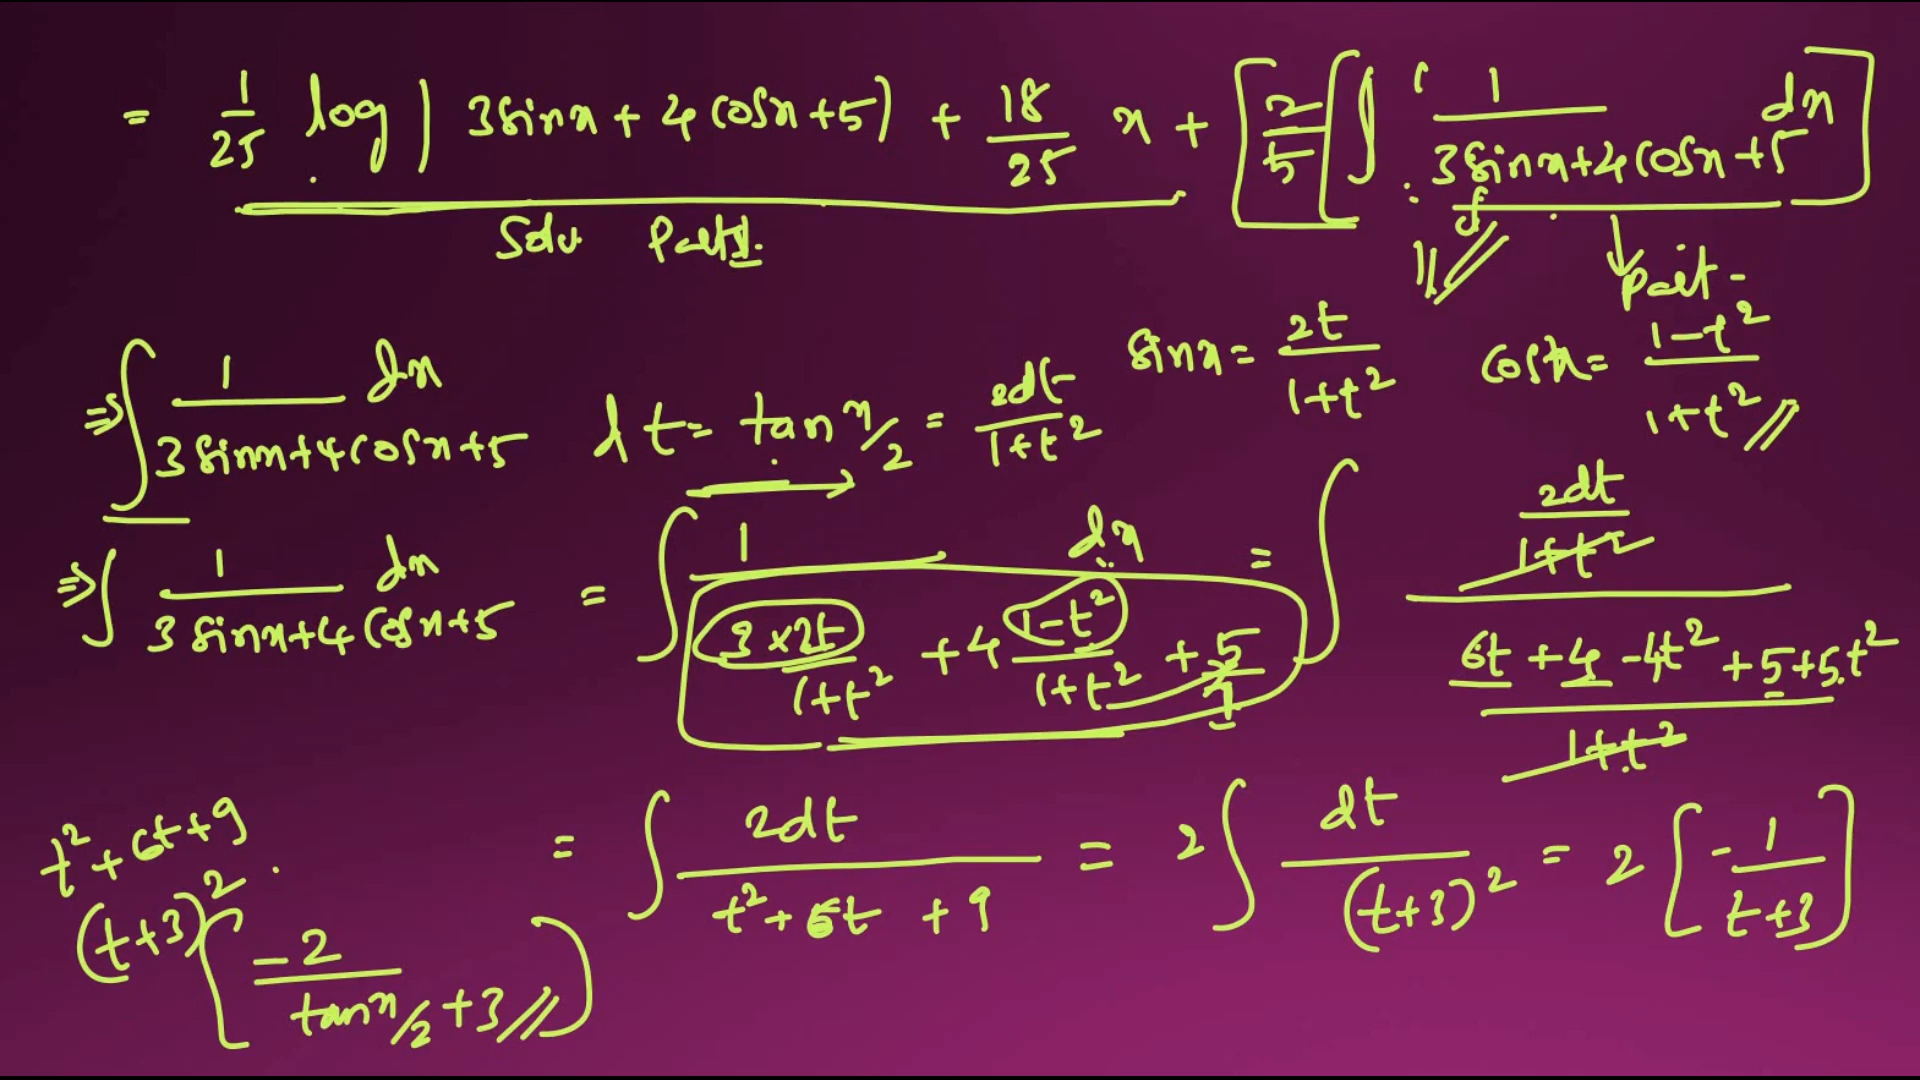 = 1/25 log | 3sinx + 4cosx + 5) + 18/25 x + [2/5 [∫ 1/(3sinx + 4cosx + 5) dx]
Part 1.
Part -
⇒ ∫ 1/(3sinx + 4cosx + 5) dx t = tan x/2 = 2dt/(1+t²) sinx = 2t/(1+t²) cosx = (1-t²)/(1+t²) //
⇒ ∫ 1/(3sinx + 4cosx + 5) dx = ∫ 1/(3×2t/(1+t²) + 4 (1-t²)/(1+t²) + 5/1) dx = ∫ (2dt/(1+t²))/((6t + 4 - 4t² + 5 + 5t²)/(1+t²))
t² + 6t + 9
(t+3)²
= ∫ 2dt/(t² + 6t + 9) = 2 ∫ dt/(t+3)² = 2 [-1/(t+3)]
[-2/(tan x/2 + 3) //)